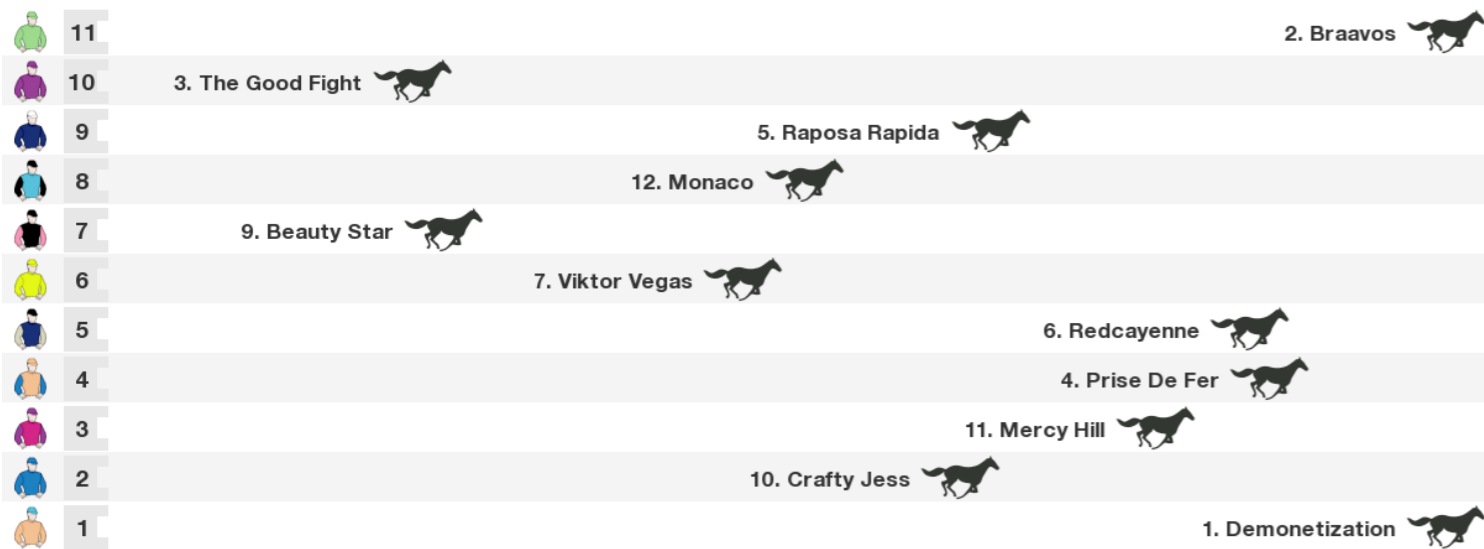 11 2. Braavos
10 3. The Good Fight
9 5. Raposa Rapida
8 12. Monaco
7 9. Beauty Star
6 7. Viktor Vegas
5 6. Redcayenne
4 4. Prise De Fer
3 11. Mercy Hill
2 10. Crafty Jess
1 1. Demonetization